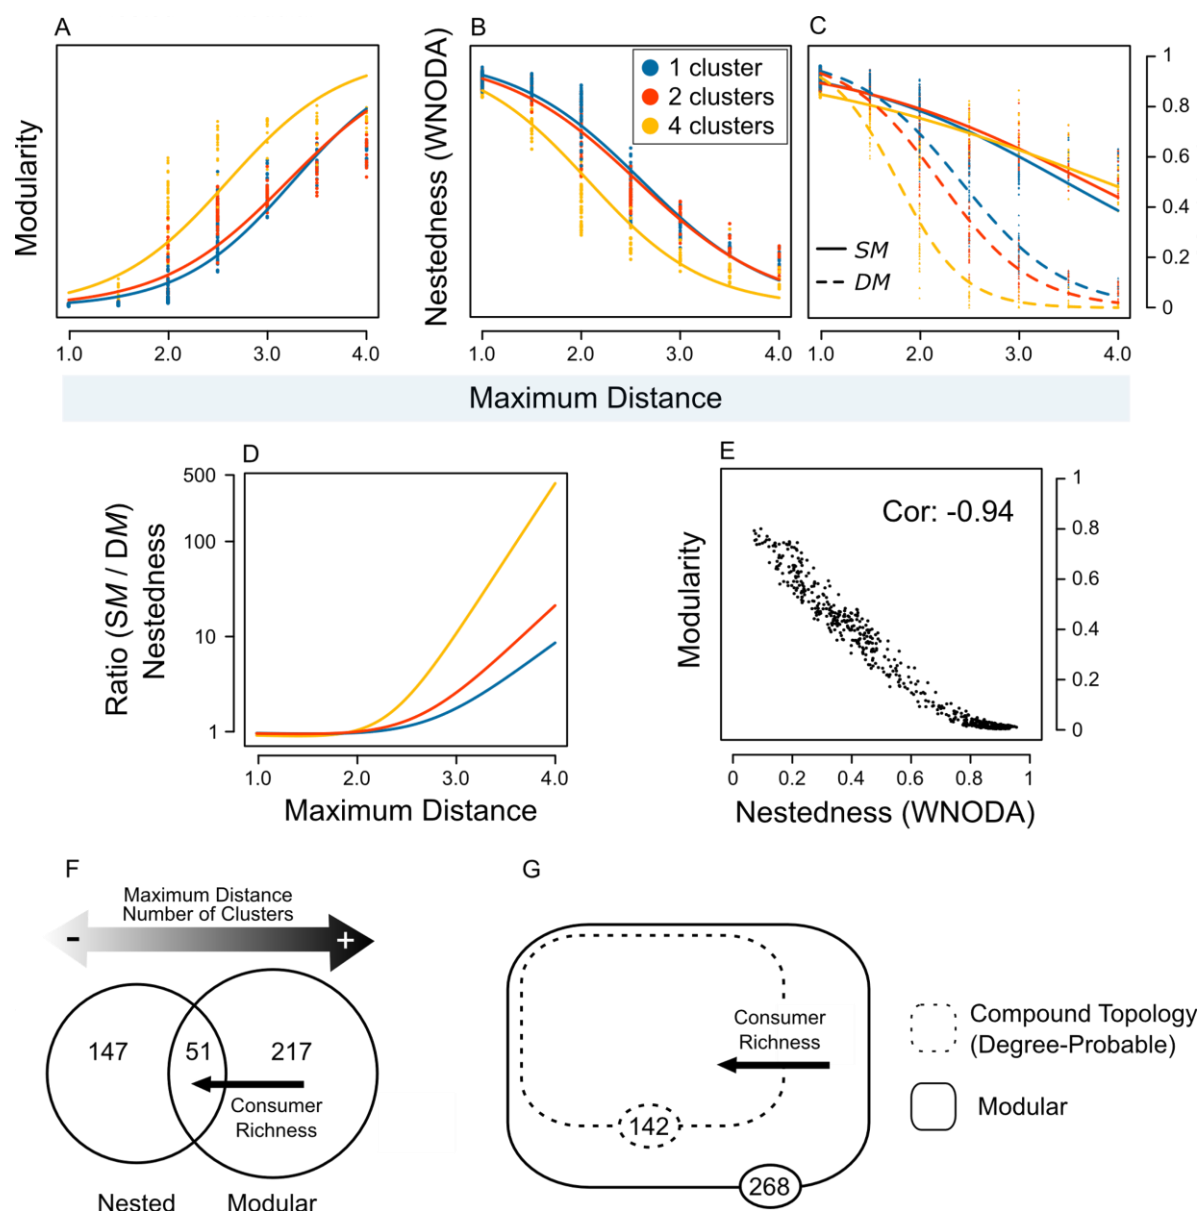 A
B
C
Modularity
Nestedness (WNODA)
1 cluster
2 clusters
4 clusters
SM
DM
1
0.8
0.6
0.4
0.2
0
1.0 2.0 3.0 4.0
1.0 2.0 3.0 4.0
1.0 2.0 3.0 4.0
Maximum Distance
D
Ratio (SM / DM)
Nestedness
500
100
10
1
1.0 2.0 3.0 4.0
Maximum Distance
E
Cor: -0.94
Modularity
1
0.8
0.6
0.4
0.2
0
0 0.2 0.4 0.6 0.8 1
Nestedness (WNODA)
F
Maximum Distance
Number of Clusters
- +
147 51 217
Consumer
Richness
Nested Modular
G
Consumer
Richness
142
268
Compound Topology
(Degree-Probable)
Modular